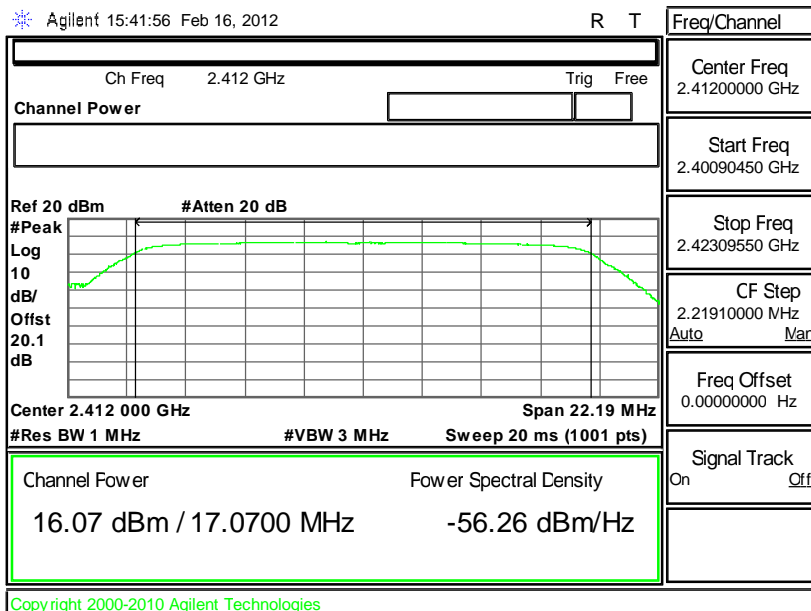 Agilent 15:41:56 Feb 16, 2012 R T
Freq/Channel
Ch Freq 2.412 GHz Trig Free
Channel Power
Center Freq
2.41200000 GHz
Start Freq
2.40090450 GHz
Ref 20 dBm #Atten 20 dB
#Peak
Log
10
dB/
Offst
20.1
dB
Stop Freq
2.42309550 GHz
CF Step
2.21910000 MHz
Auto Man
Freq Offset
0.00000000 Hz
Center 2.412 000 GHz Span 22.19 MHz
#Res BW 1 MHz #VBW 3 MHz Sweep 20 ms (1001 pts)
Signal Track
On Off
Channel Power Power Spectral Density
16.07 dBm / 17.0700 MHz -56.26 dBm/Hz
Copyright 2000-2010 Agilent Technologies